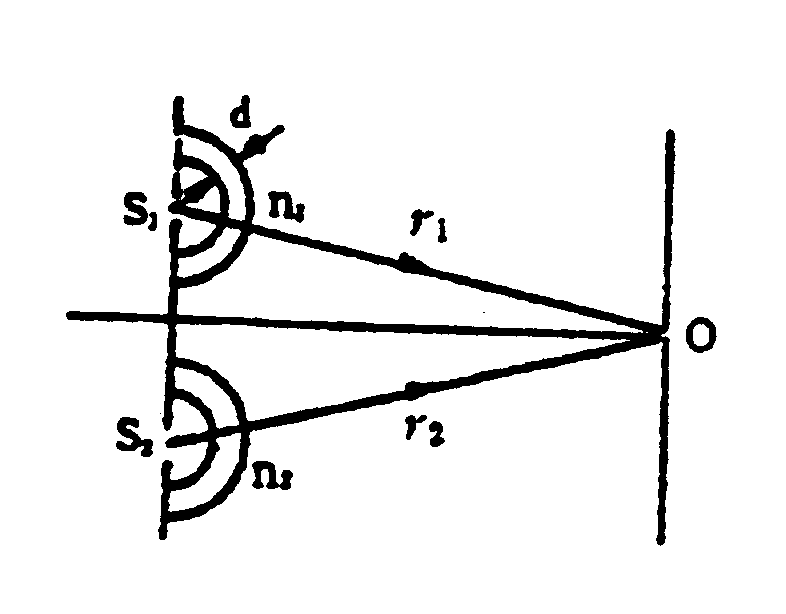 d
S₁
n₁
r₁
O
S₂
r₂
n₂